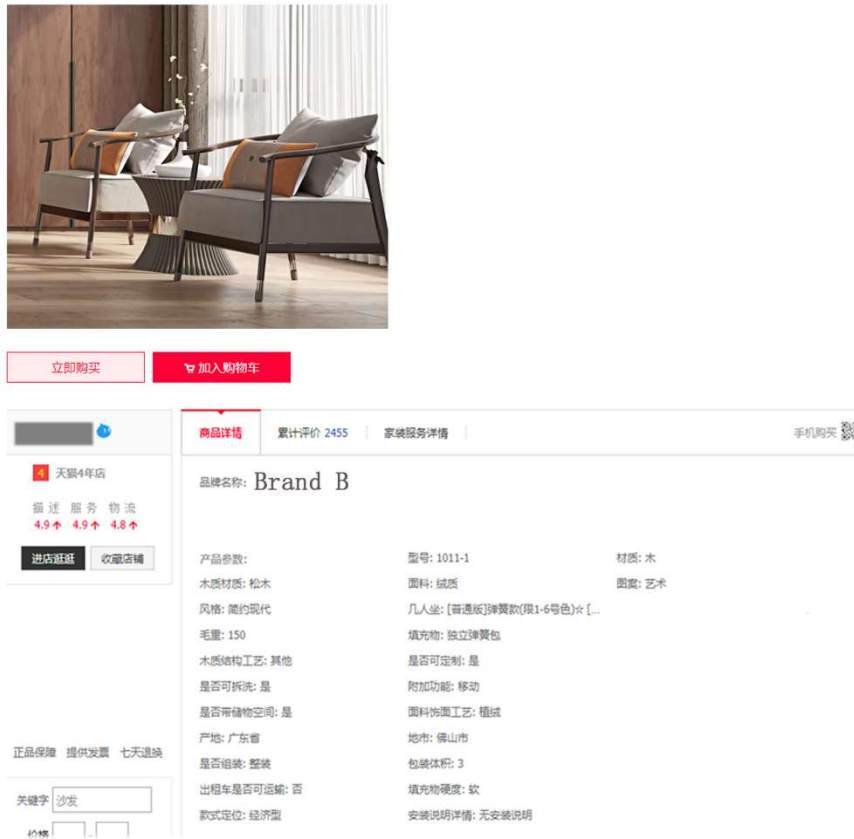 立即购买
加入购物车
商品详情
累计评价 2455
家装服务详情
手机购买
4 天猫4年店
描述 服务 物流
4.9 4.9 4.8
进店逛逛
收藏店铺
品牌名称: Brand B
产品参数:
型号: 1011-1
材质: 木
木质材质: 松木
面料: 绒质
图案: 艺术
风格: 简约现代
几人坐: [普通版]弹簧款(限1-6号色)☆ [...
毛重: 150
填充物: 独立弹簧包
木质结构工艺: 其他
是否可定制: 是
是否可拆洗: 是
附加功能: 移动
是否带储物空间: 是
面料饰面工艺: 植绒
产地: 广东省
地市: 佛山市
是否组装: 整装
包装体积: 3
出租车是否可运输: 否
填充物硬度: 软
款式定位: 经济型
安装说明详情: 无安装说明
正品保障 提供发票 七天退换
关键字 沙发
价格 -